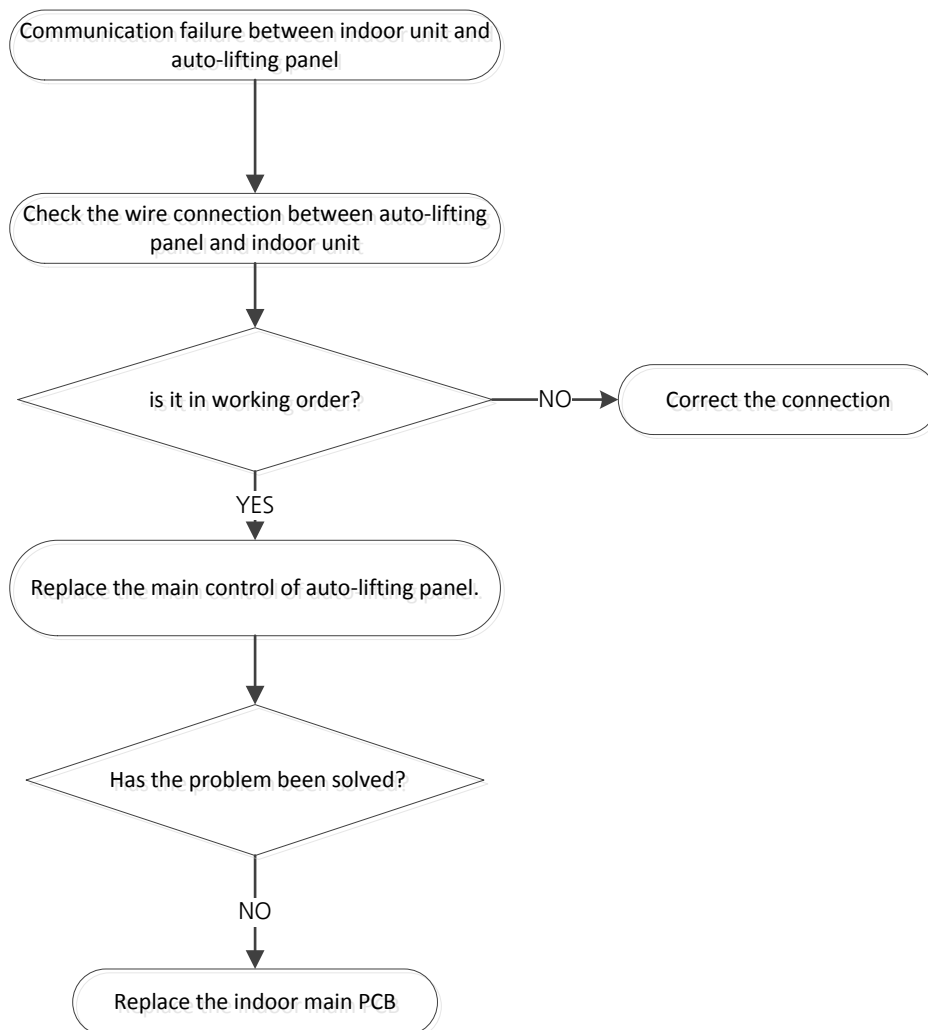 Communication failure between indoor unit and
auto-lifting panel
Check the wire connection between auto-lifting
panel and indoor unit
is it in working order?
NO
Correct the connection
YES
Replace the main control of auto-lifting panel.
Has the problem been solved?
NO
Replace the indoor main PCB